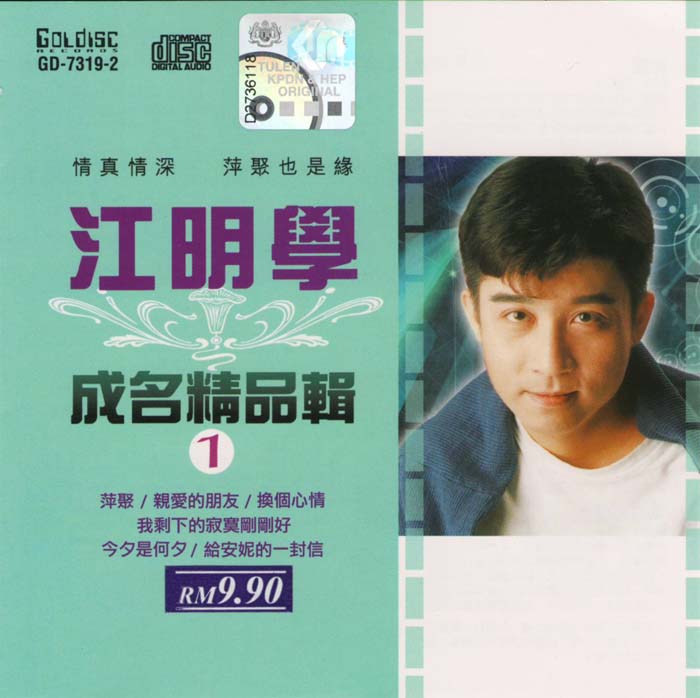 GOLDISC
RECORDS
GD-7319-2
COMPACT
disc
DIGITAL AUDIO
D2736118
TULEN
KPDN & HEP
ORIGINAL
情真情深 萍聚也是緣
江明學
成名精品輯
1
萍聚 / 親愛的朋友 / 換個心情
我剩下的寂寞剛剛好
今夕是何夕 / 給安妮的一封信
RM9.90